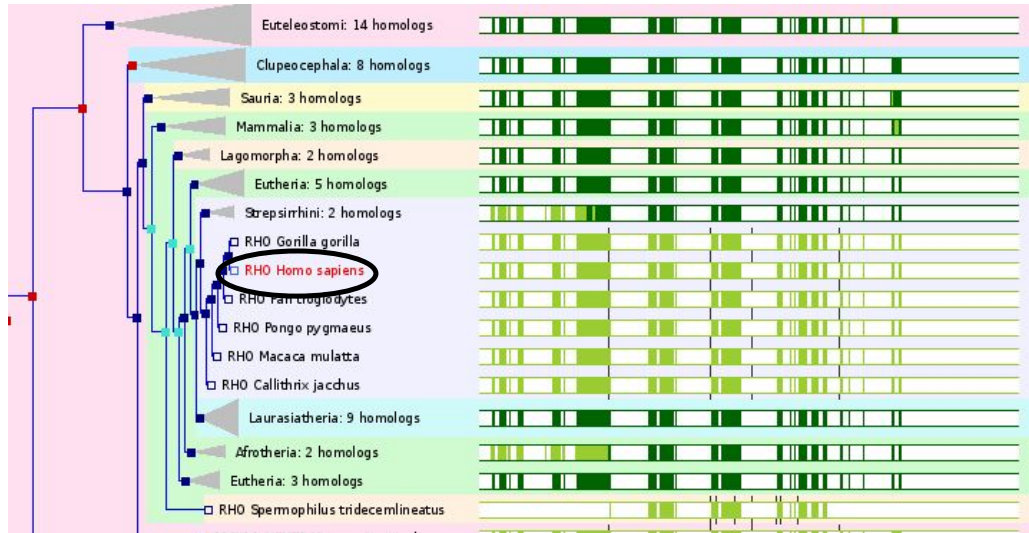 Euteleostomi: 14 homologs
Clupeocephala: 8 homologs
Sauria: 3 homologs
Mammalia: 3 homologs
Lagomorpha: 2 homologs
Eutheria: 5 homologs
Strepsirrhini: 2 homologs
RHO Gorilla gorilla
RHO Homo sapiens
RHO Pan troglodytes
RHO Pongo pygmaeus
RHO Macaca mulatta
RHO Callithrix jacchus
Laurasiatheria: 9 homologs
Afrotheria: 2 homologs
Eutheria: 3 homologs
RHO Spermophilus tridecemlineatus